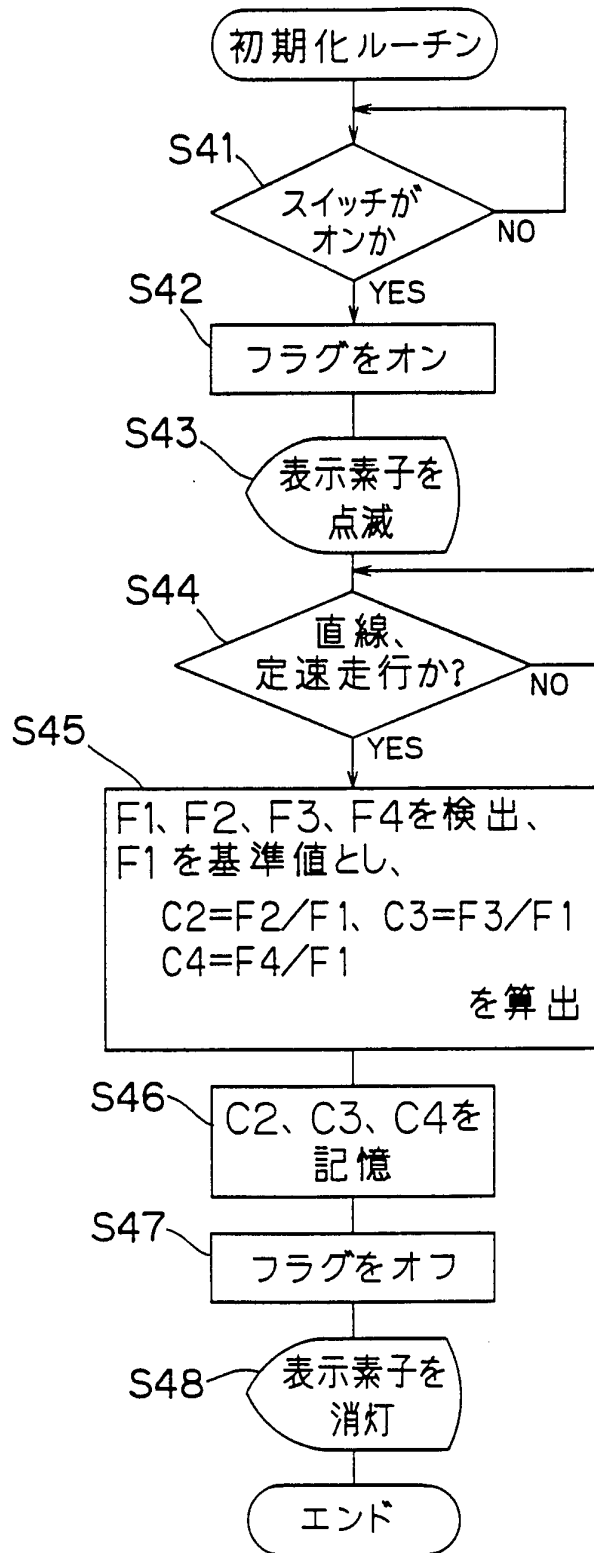 初期化ルーチン
S41
スイッチが
オンか
NO
YES
S42
フラグをオン
S43
表示素子を
点滅
S44
直線、
定速走行か?
NO
YES
S45
F1、F2、F3、F4を検出、
F1を基準値とし、
C2=F2/F1、C3=F3/F1
C4=F4/F1
を算出
S46
C2、C3、C4を
記憶
S47
フラグをオフ
S48
表示素子を
消灯
エンド